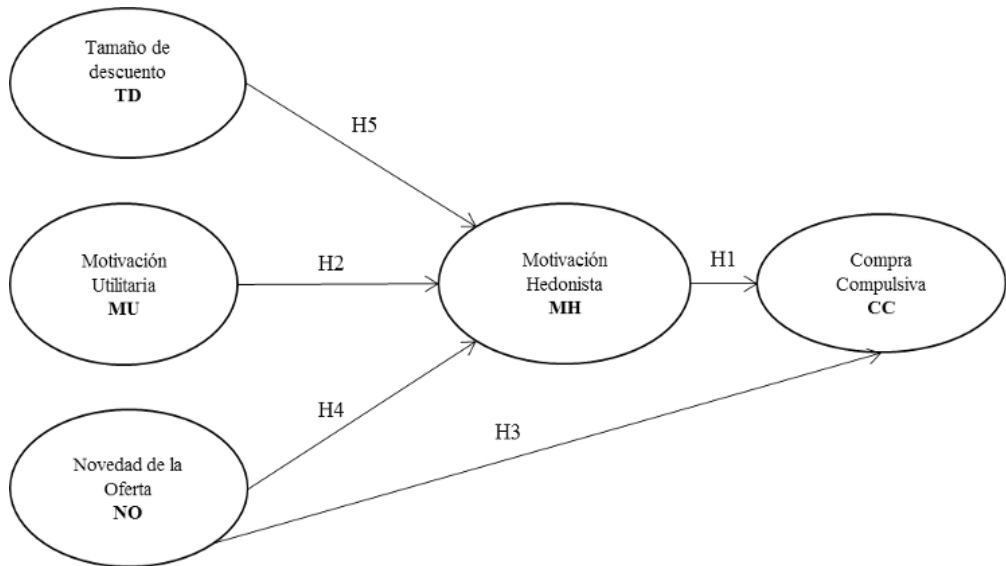 Tamaño de
descuento
TD
H5
Motivación
Utilitaria
MU
H2
Motivación
Hedonista
MH
H1
Compra
Compulsiva
CC
H4
H3
Novedad de la
Oferta
NO